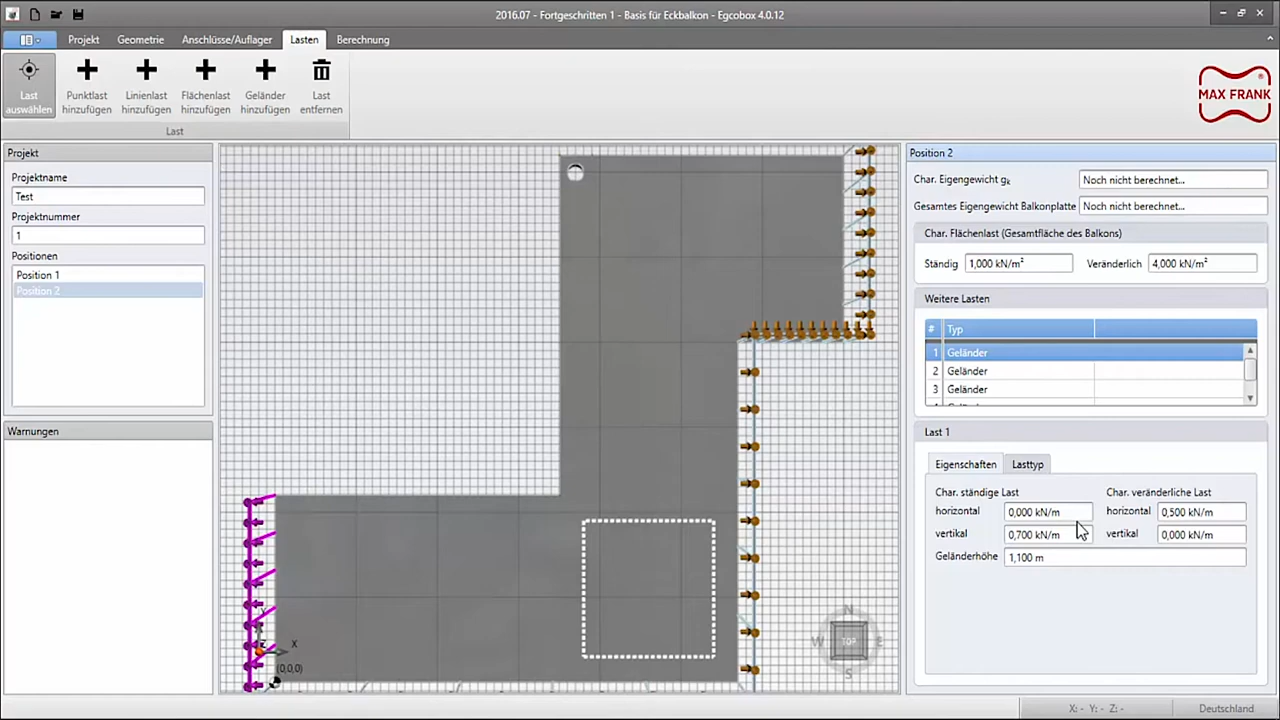 2016.07 - Fortgeschritten 1 - Basis für Eckbalkon - Egcobox 4.0.12
Projekt Geometrie Anschlüsse/Auflager Lasten Berechnung
Last auswählen
Punktlast hinzufügen
Linienlast hinzufügen
Flächenlast hinzufügen
Geländer hinzufügen
Last entfernen
Last
MAX FRANK
Projekt
Projektname
Test
Projektnummer
1
Positionen
Position 1
Position 2
Warnungen
Y
Z X
(0,0,0)
N
W TOP E
S
Position 2
Char. Eigengewicht gk Noch nicht berechnet...
Gesamtes Eigengewicht Balkonplatte Noch nicht berechnet...
Char. Flächenlast (Gesamtfläche des Balkons)
Ständig 1,000 kN/m² Veränderlich 4,000 kN/m²
Weitere Lasten
# Typ
1 Geländer
2 Geländer
3 Geländer
Last 1
Eigenschaften Lasttyp
Char. ständige Last Char. veränderliche Last
horizontal 0,000 kN/m horizontal 0,500 kN/m
vertikal 0,700 kN/m vertikal 0,000 kN/m
Geländerhöhe 1,100 m
X: - Y: - Z: - Deutschland